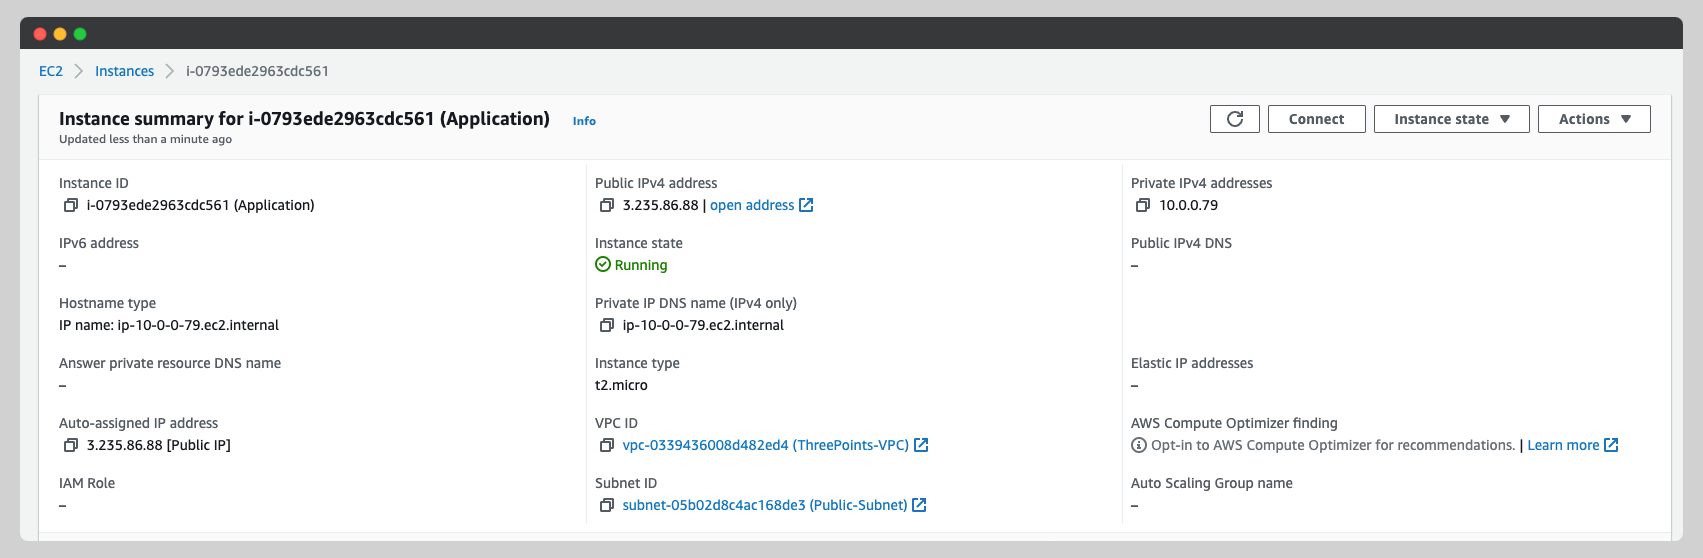 EC2 > Instances > i-0793ede2963cdc561
Instance summary for i-0793ede2963cdc561 (Application) Info
Updated less than a minute ago
Connect
Instance state ▼
Actions ▼
Instance ID
i-0793ede2963cdc561 (Application)
Public IPv4 address
3.235.86.88 | open address
Private IPv4 addresses
10.0.0.79
IPv6 address
–
Instance state
Running
Public IPv4 DNS
–
Hostname type
IP name: ip-10-0-0-79.ec2.internal
Private IP DNS name (IPv4 only)
ip-10-0-0-79.ec2.internal
Answer private resource DNS name
–
Instance type
t2.micro
Elastic IP addresses
–
Auto-assigned IP address
3.235.86.88 [Public IP]
VPC ID
vpc-0339436008d482ed4 (ThreePoints-VPC)
AWS Compute Optimizer finding
Opt-in to AWS Compute Optimizer for recommendations. | Learn more
IAM Role
–
Subnet ID
subnet-05b02d8c4ac168de3 (Public-Subnet)
Auto Scaling Group name
–